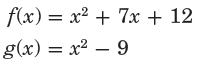 f(x) = x² + 7x + 12
g(x) = x² – 9